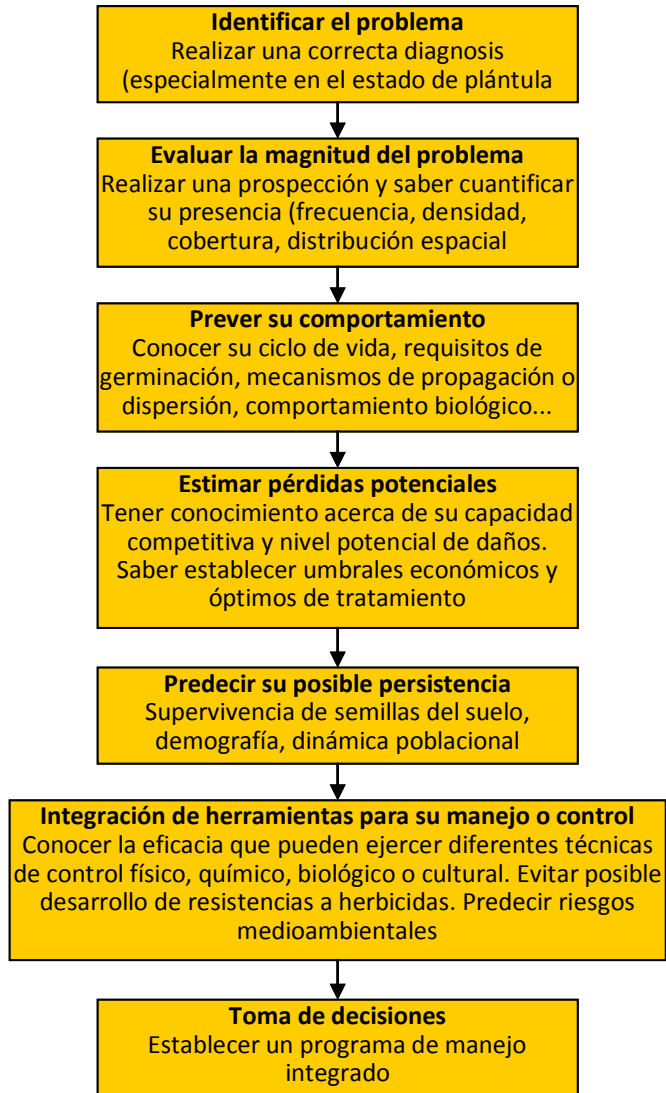 Identificar el problema
Realizar una correcta diagnosis
(especialmente en el estado de plántula
Evaluar la magnitud del problema
Realizar una prospección y saber cuantificar
su presencia (frecuencia, densidad,
cobertura, distribución espacial
Prever su comportamiento
Conocer su ciclo de vida, requisitos de
germinación, mecanismos de propagación o
dispersión, comportamiento biológico...
Estimar pérdidas potenciales
Tener conocimiento acerca de su capacidad
competitiva y nivel potencial de daños.
Saber establecer umbrales económicos y
óptimos de tratamiento
Predecir su posible persistencia
Supervivencia de semillas del suelo,
demografía, dinámica poblacional
Integración de herramientas para su manejo o control
Conocer la eficacia que pueden ejercer diferentes técnicas
de control físico, químico, biológico o cultural. Evitar posible
desarrollo de resistencias a herbicidas. Predecir riesgos
medioambientales
Toma de decisiones
Establecer un programa de manejo
integrado